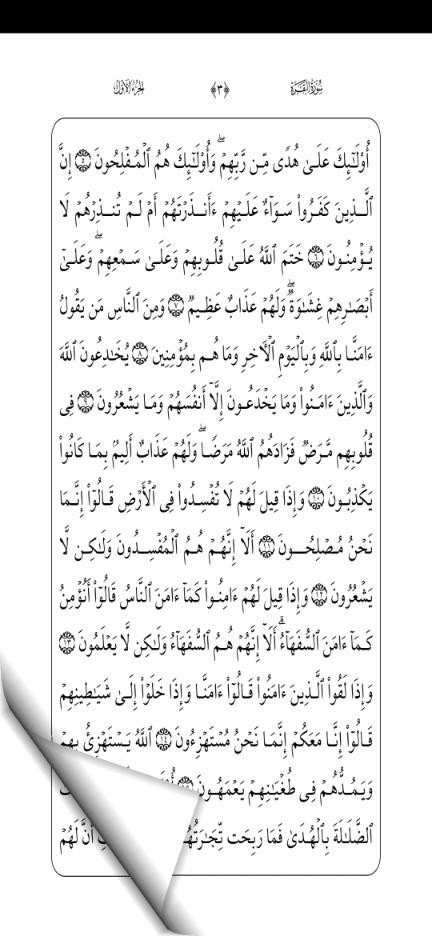 سُورَةُ البَقَرَةِ ﴿٣﴾ الجُزءُ الأَوَّلُ
أُوْلَـٰٓئِكَ عَلَىٰ هُدًى مِّن رَّبِّهِمْۖ وَأُوْلَـٰٓئِكَ هُمُ ٱلْمُفْلِحُونَ ۝٥ إِنَّ
ٱلَّذِينَ كَفَرُواْ سَوَآءٌ عَلَيْهِمْ ءَأَنذَرْتَهُمْ أَمْ لَمْ تُنذِرْهُمْ لَا
يُؤْمِنُونَ ۝٦ خَتَمَ ٱللَّهُ عَلَىٰ قُلُوبِهِمْ وَعَلَىٰ سَمْعِهِمْۖ وَعَلَىٰٓ
أَبْصَـٰرِهِمْ غِشَـٰوَةٌۖ وَلَهُمْ عَذَابٌ عَظِيمٌ ۝٧ وَمِنَ ٱلنَّاسِ مَن يَقُولُ
ءَامَنَّا بِٱللَّهِ وَبِٱلْيَوْمِ ٱلْـَٔاخِرِ وَمَا هُم بِمُؤْمِنِينَ ۝٨ يُخَـٰدِعُونَ ٱللَّهَ
وَٱلَّذِينَ ءَامَنُواْ وَمَا يَخْدَعُونَ إِلَّآ أَنفُسَهُمْ وَمَا يَشْعُرُونَ ۝٩ فِى
قُلُوبِهِم مَّرَضٌ فَزَادَهُمُ ٱللَّهُ مَرَضًاۖ وَلَهُمْ عَذَابٌ أَلِيمٌۢ بِمَا كَانُواْ
يَكْذِبُونَ ۝١٠ وَإِذَا قِيلَ لَهُمْ لَا تُفْسِدُواْ فِى ٱلْأَرْضِ قَالُوٓاْ إِنَّمَا
نَحْنُ مُصْلِحُونَ ۝١١ أَلَآ إِنَّهُمْ هُمُ ٱلْمُفْسِدُونَ وَلَـٰكِن لَّا
يَشْعُرُونَ ۝١٢ وَإِذَا قِيلَ لَهُمْ ءَامِنُواْ كَمَآ ءَامَنَ ٱلنَّاسُ قَالُوٓاْ أَنُؤْمِنُ
كَمَآ ءَامَنَ ٱلسُّفَهَآءُۗ أَلَآ إِنَّهُمْ هُمُ ٱلسُّفَهَآءُ وَلَـٰكِن لَّا يَعْلَمُونَ ۝١٣
وَإِذَا لَقُواْ ٱلَّذِينَ ءَامَنُواْ قَالُوٓاْ ءَامَنَّا وَإِذَا خَلَوْاْ إِلَىٰ شَيَـٰطِينِهِمْ
قَالُوٓاْ إِنَّا مَعَكُمْ إِنَّمَا نَحْنُ مُسْتَهْزِءُونَ ۝١٤ ٱللَّهُ يَسْتَهْزِئُ بِهِمْ
وَيَمُدُّهُمْ فِى طُغْيَـٰنِهِمْ يَعْمَهُونَ
ٱلضَّلَـٰلَةَ بِٱلْهُدَىٰ فَمَا رَبِحَت تِّجَـٰرَتُهُ أَنَّ لَهُمْ